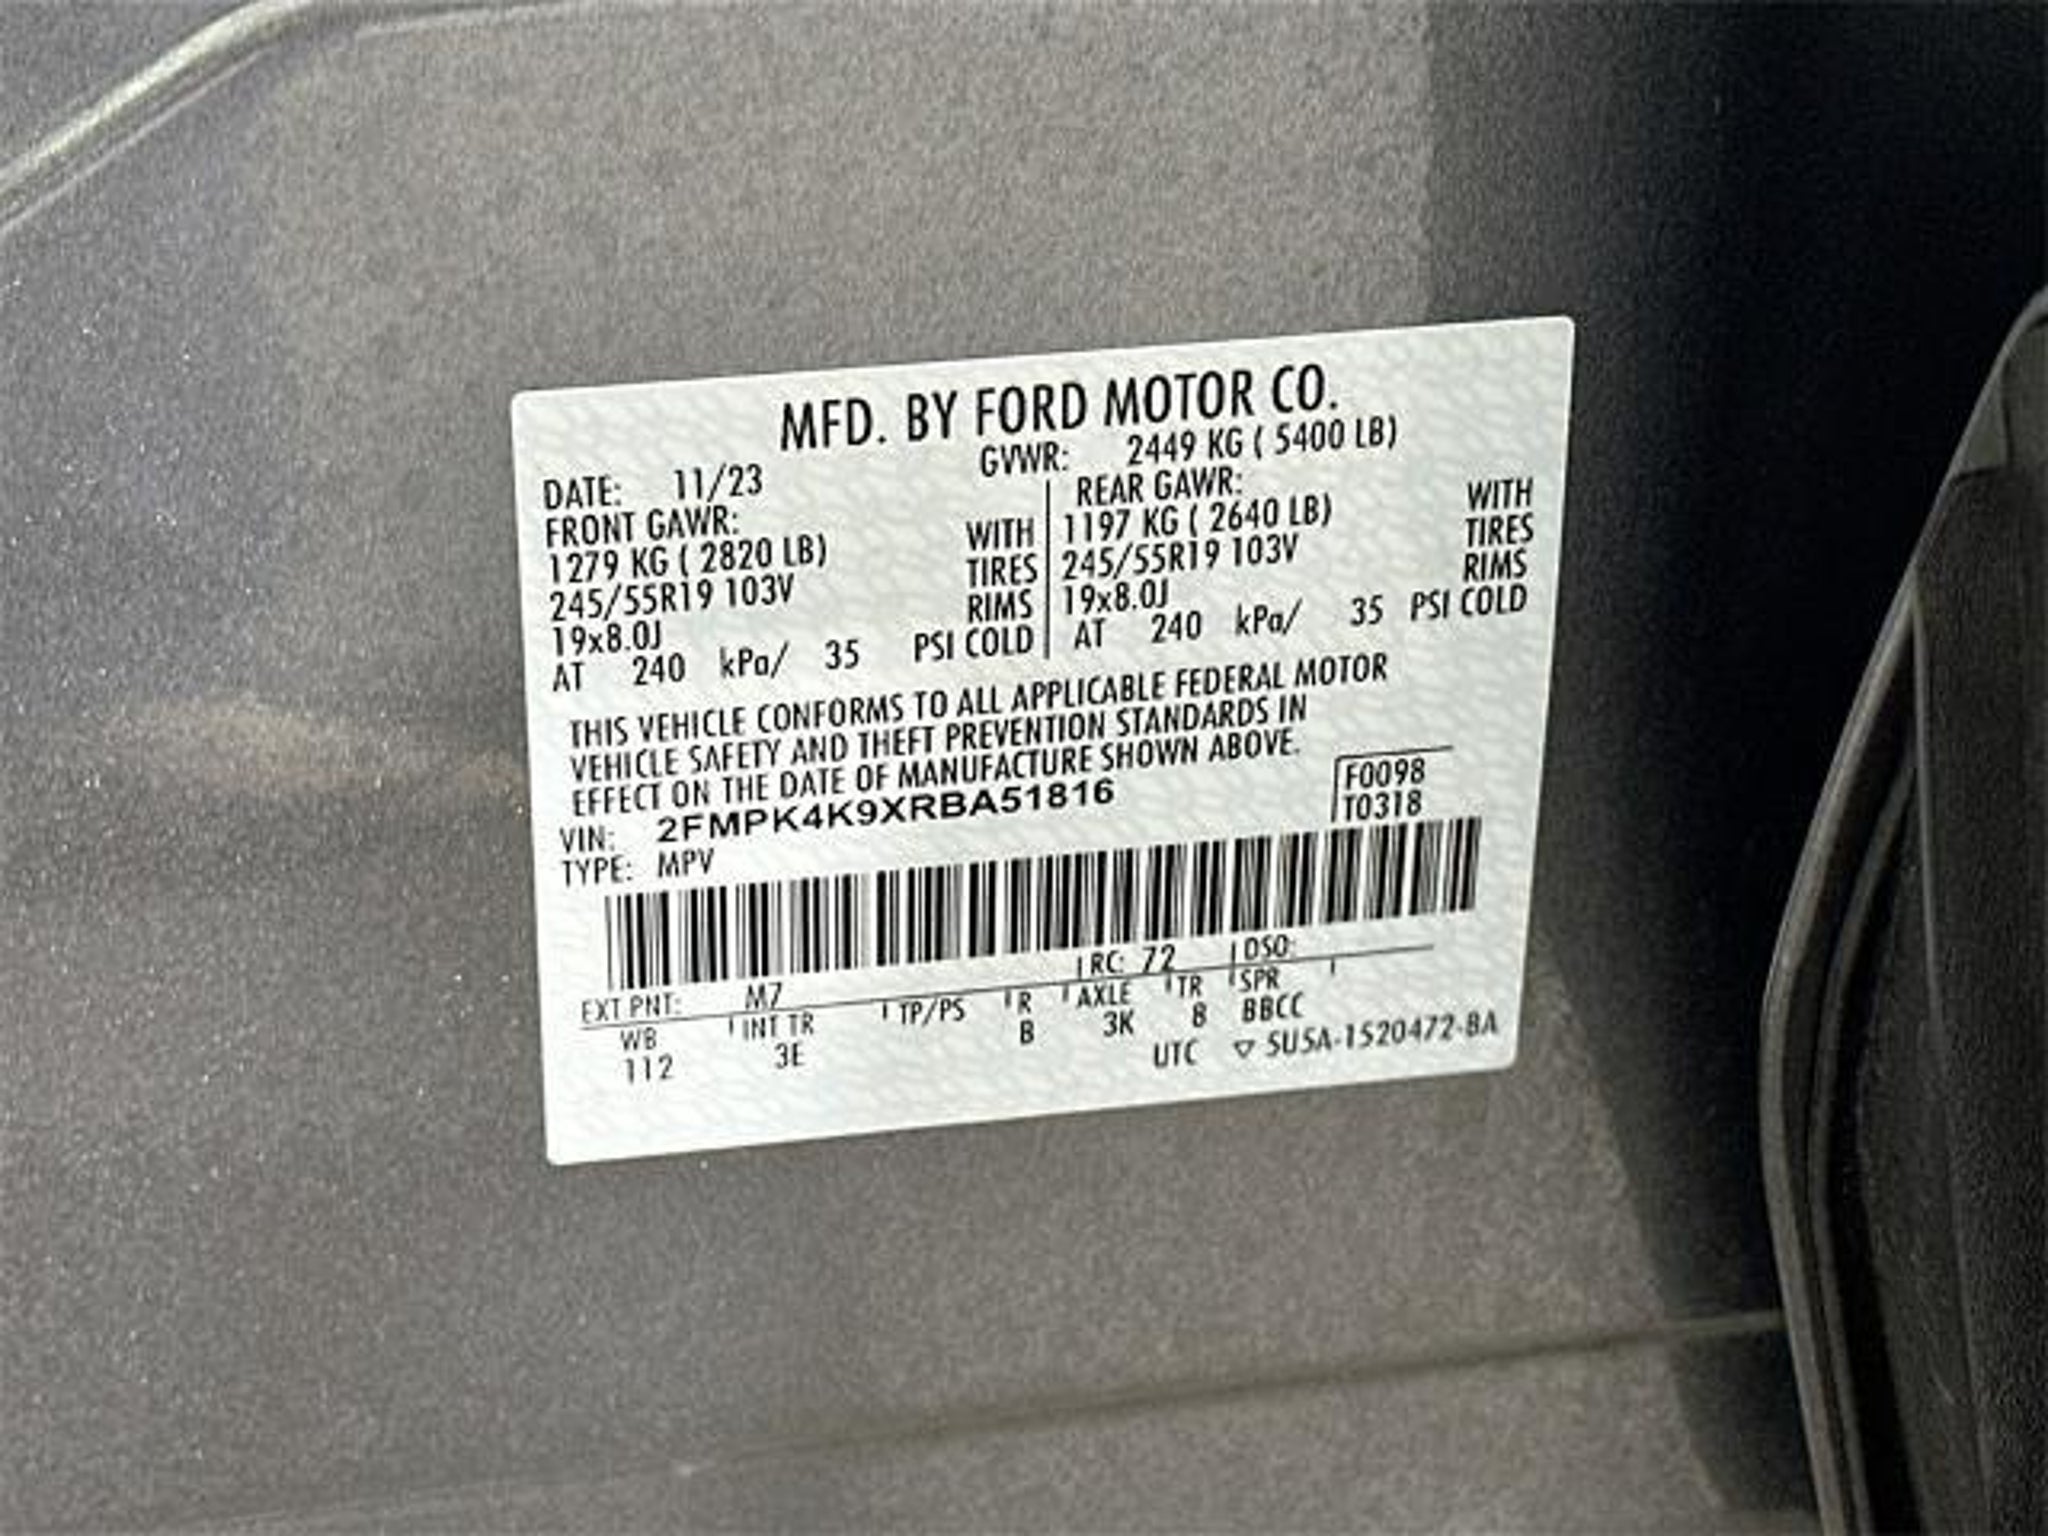 MFD. BY FORD MOTOR CO.
DATE: 11/23 GVWR: 2449 KG ( 5400 LB)
FRONT GAWR: WITH REAR GAWR: WITH
1279 KG ( 2820 LB) TIRES 1197 KG ( 2640 LB) TIRES
245/55R19 103V RIMS 245/55R19 103V RIMS
19x8.0J 19x8.0J
AT 240 kPa/ 35 PSI COLD AT 240 kPa/ 35 PSI COLD
THIS VEHICLE CONFORMS TO ALL APPLICABLE FEDERAL MOTOR
VEHICLE SAFETY AND THEFT PREVENTION STANDARDS IN
EFFECT ON THE DATE OF MANUFACTURE SHOWN ABOVE.
VIN: 2FMPK4K9XRBA51816 F0098
TYPE: MPV T0318
EXT PNT: M7 RC: 72 DSO:
WB INT TR TP/PS R AXLE TR SPR
112 3E B 3K 8 BBCC
UTC ▽ SU5A-1520472-BA